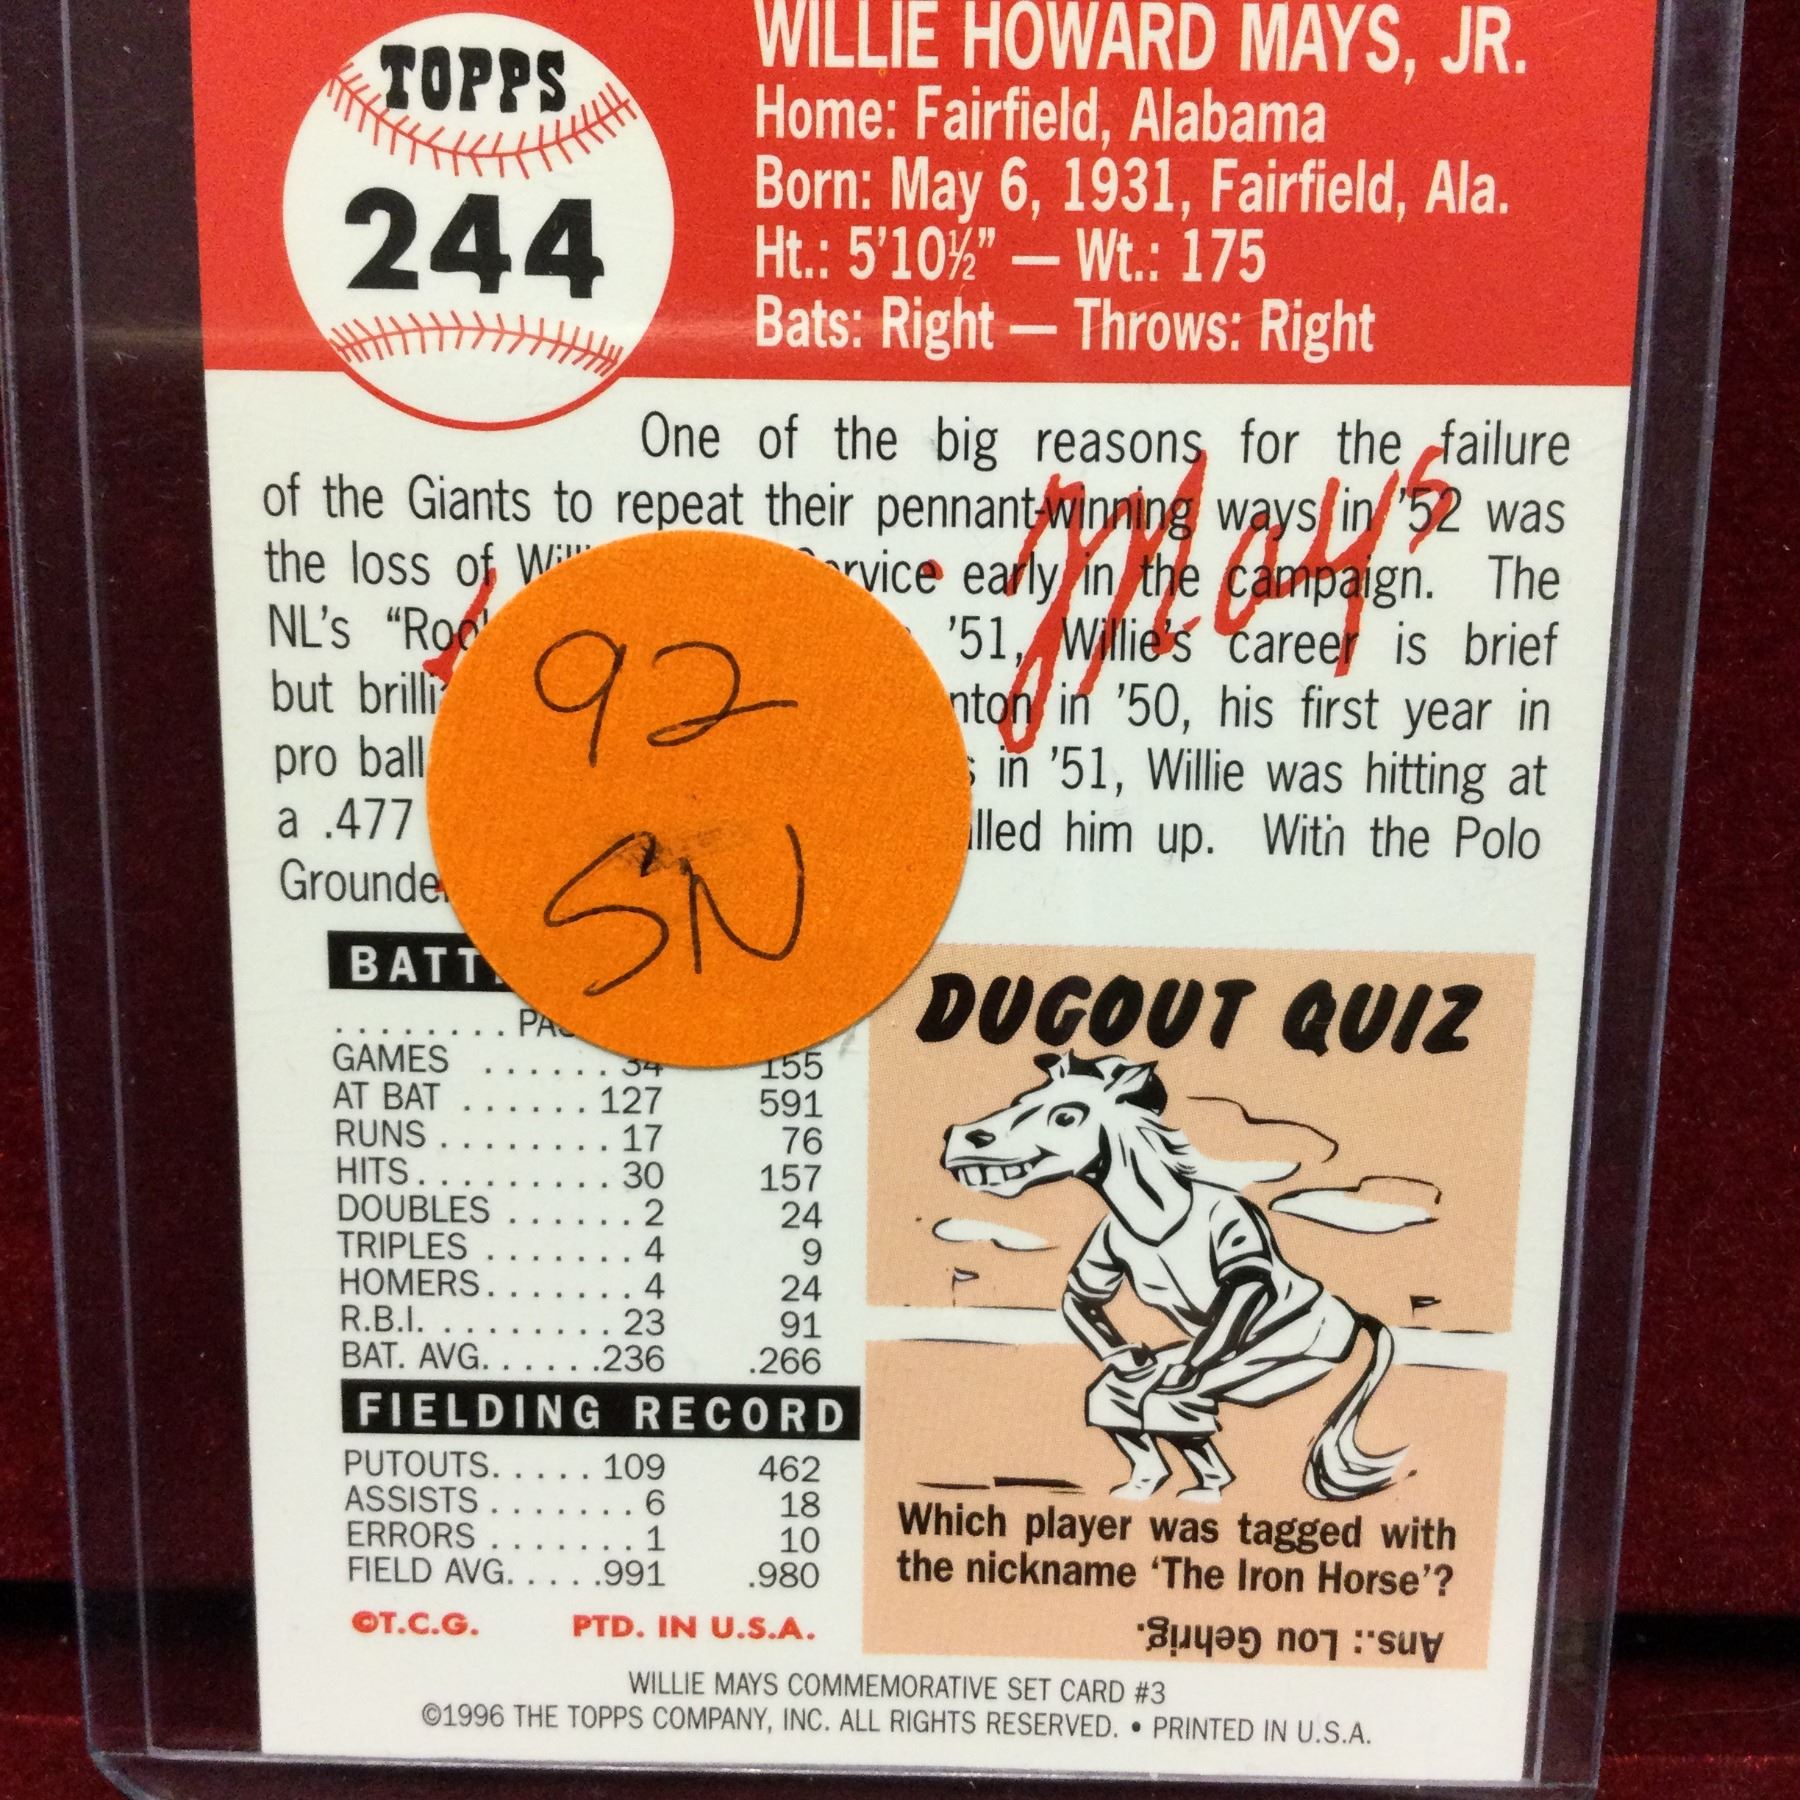 TOPPS
244
WILLIE HOWARD MAYS, JR.
Home: Fairfield, Alabama
Born: May 6, 1931, Fairfield, Ala.
Ht.: 5'10½” — Wt.: 175
Bats: Right — Throws: Right
One of the big reasons for the failure
of the Giants to repeat their pennant-winning ways in '52 was
the loss of early in the campaign. The
NL's '51, Willie's career is brief
but in '50, his first year in
pro ball in '51, Willie was hitting at
a .477 him up. With the Polo
Mays
92
SN
GAMES ...... 34 155
AT BAT ...... 127 591
RUNS ........ 17 76
HITS ......... 30 157
DOUBLES ...... 2 24
TRIPLES ....... 4 9
HOMERS ....... 4 24
R.B.I. ......... 23 91
BAT. AVG. ..... .236 .266
FIELDING RECORD
PUTOUTS ..... 109 462
ASSISTS ....... 6 18
ERRORS ....... 1 10
FIELD AVG. .... .991 .980
©T.C.G. PTD. IN U.S.A.
DUGOUT QUIZ
Which player was tagged with
the nickname ‘The Iron Horse’?
Ans.: Lou Gehrig.
WILLIE MAYS COMMEMORATIVE SET CARD #3
©1996 THE TOPPS COMPANY, INC. ALL RIGHTS RESERVED. • PRINTED IN U.S.A.